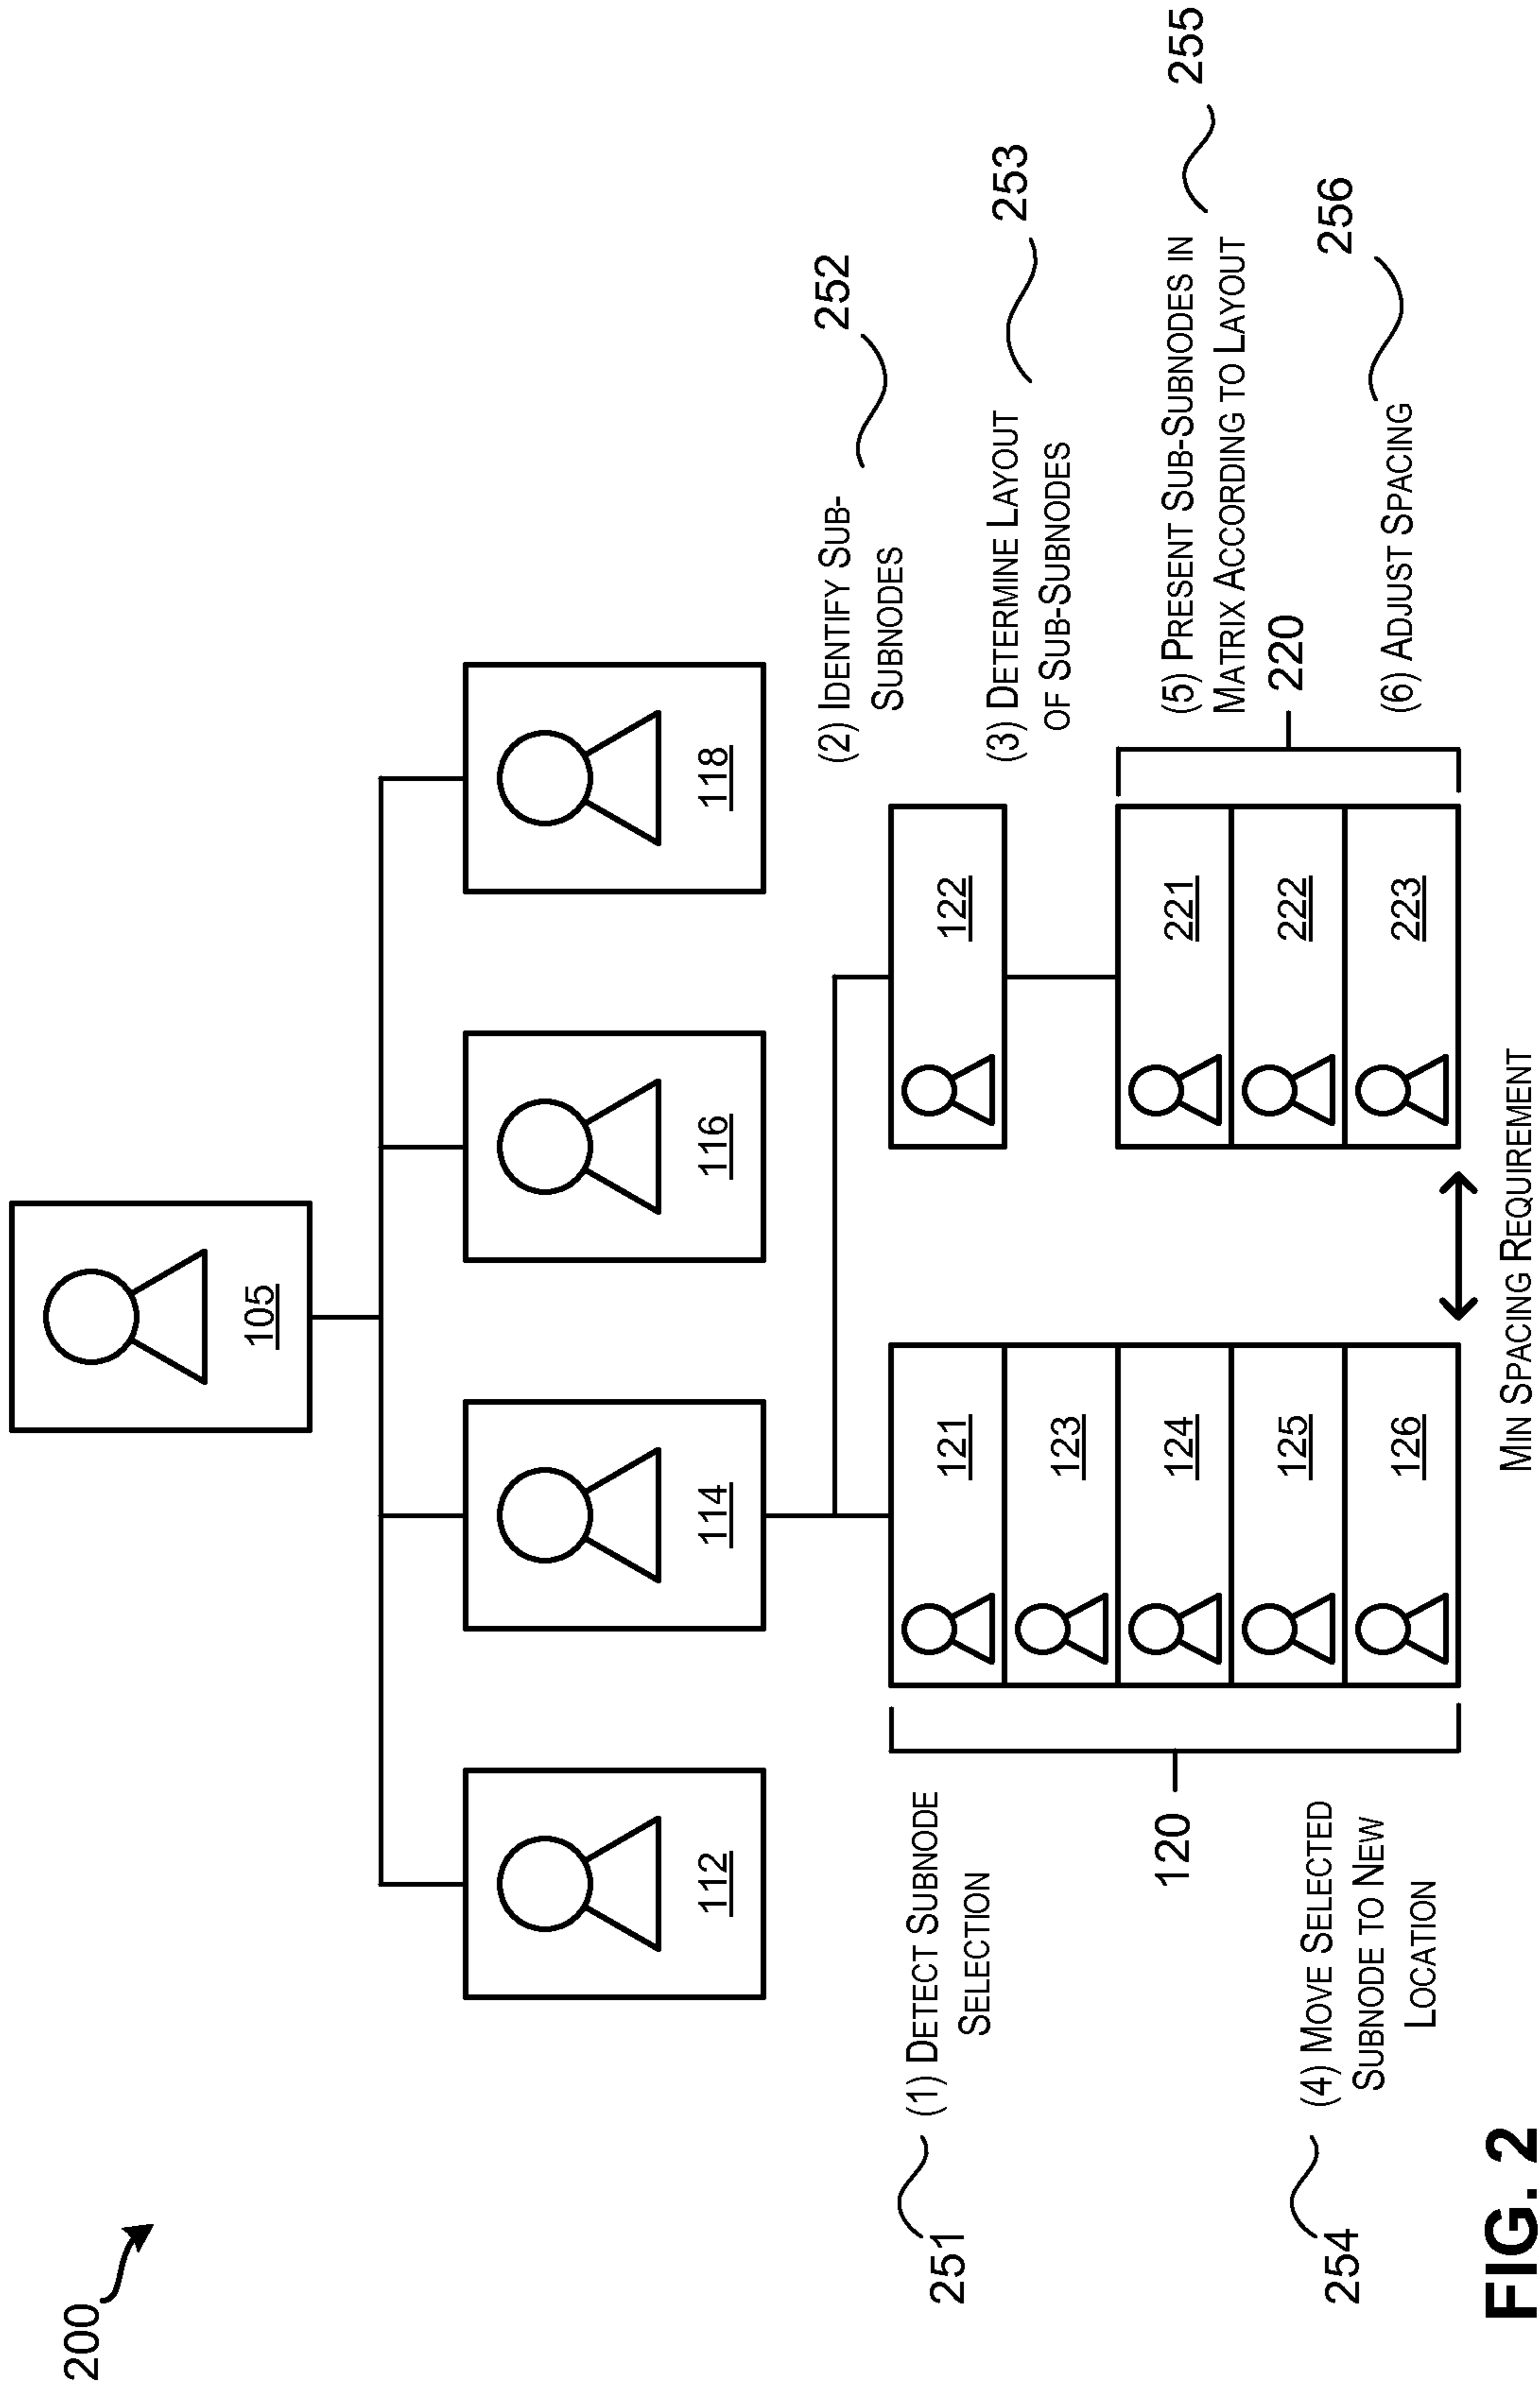 200
105
112
114
116
118
(1) DETECT SUBNODE
SELECTION
251
(2) IDENTIFY SUB-
SUBNODES
252
(3) DETERMINE LAYOUT
OF SUB-SUBNODES
253
(4) MOVE SELECTED
SUBNODE TO NEW
LOCATION
254
(5) PRESENT SUB-SUBNODES IN
MATRIX ACCORDING TO LAYOUT
255
(6) ADJUST SPACING
256
120
121
123
124
125
126
122
220
221
222
223
MIN SPACING REQUIREMENT
FIG. 2